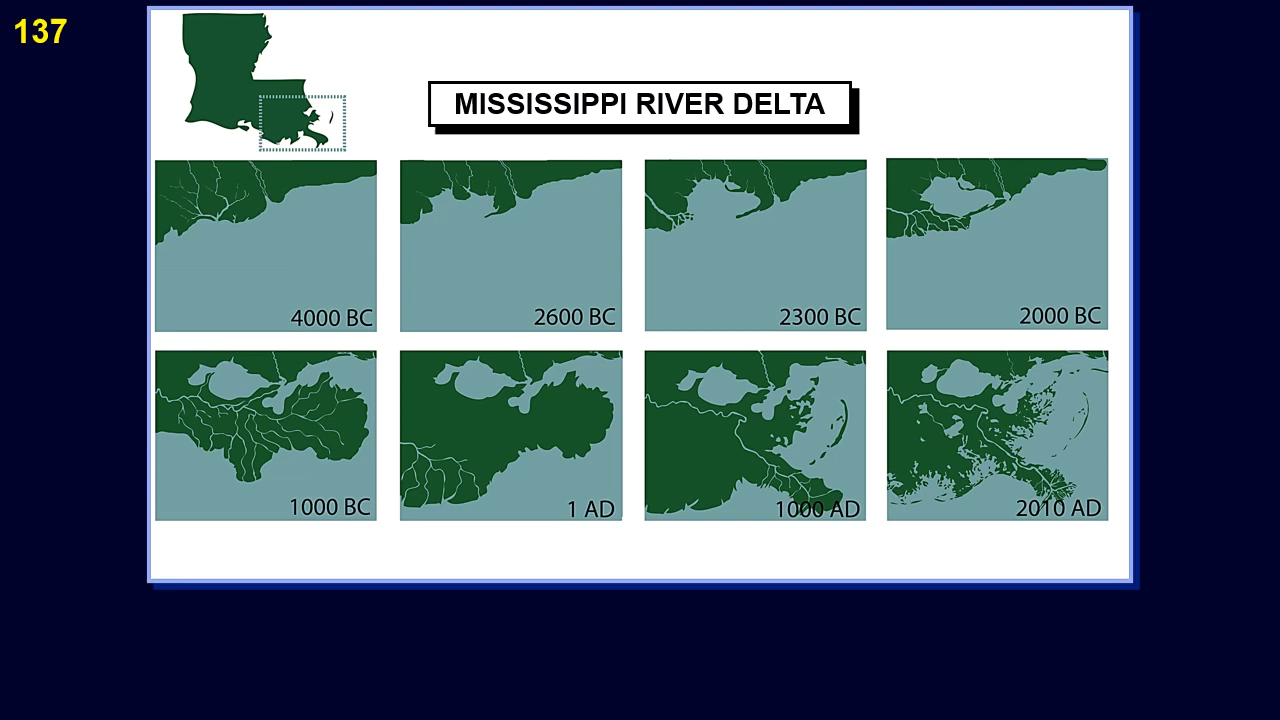 137
MISSISSIPPI RIVER DELTA
4000 BC
2600 BC
2300 BC
2000 BC
1000 BC
1 AD
1000 AD
2010 AD